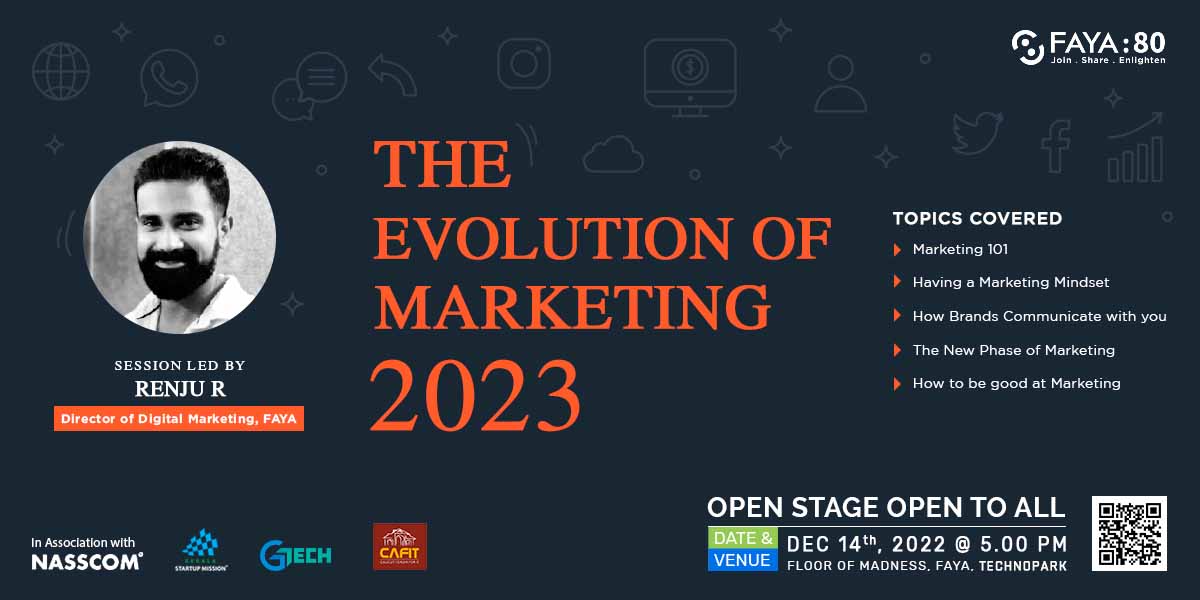 FAYA:80
Join . Share . Enlighten
THE
EVOLUTION OF
MARKETING
2023
SESSION LED BY
RENJU R
Director of Digital Marketing, FAYA
TOPICS COVERED
Marketing 101
Having a Marketing Mindset
How Brands Communicate with you
The New Phase of Marketing
How to be good at Marketing
In Association with
NASSCOM®
KERALA
STARTUP MISSION
GTECH
CAFIT
OPEN STAGE OPEN TO ALL
DATE &
VENUE
DEC 14th, 2022 @ 5.00 PM
FLOOR OF MADNESS, FAYA, TECHNOPARK